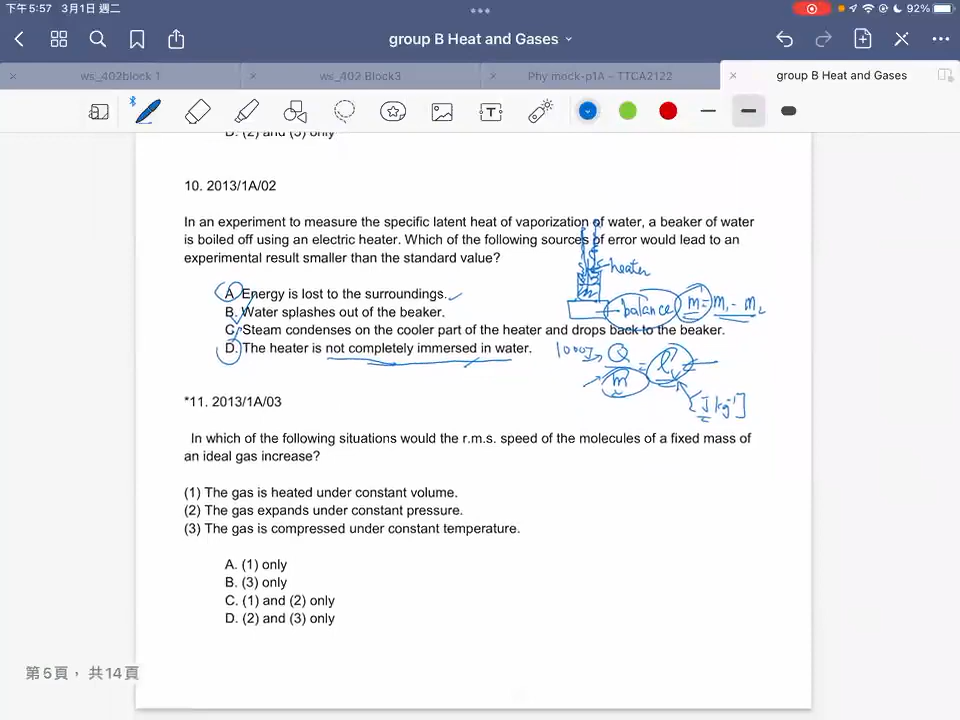 下午5:57 3月1日 週二
92%
group B Heat and Gases
ws_402block 1
ws_402 Block3
Phy mock-p1A – TTCA2122
group B Heat and Gases
D. (2) and (3) only
10. 2013/1A/02
In an experiment to measure the specific latent heat of vaporization of water, a beaker of water
is boiled off using an electric heater. Which of the following sources of error would lead to an
experimental result smaller than the standard value?
heater
A. Energy is lost to the surroundings.
B. Water splashes out of the beaker.
balance m = m₁ - m₂
C. Steam condenses on the cooler part of the heater and drops back to the beaker.
D. The heater is not completely immersed in water.
1000J Q
m = lv
[J kg⁻¹]
*11. 2013/1A/03
In which of the following situations would the r.m.s. speed of the molecules of a fixed mass of
an ideal gas increase?
(1) The gas is heated under constant volume.
(2) The gas expands under constant pressure.
(3) The gas is compressed under constant temperature.
A. (1) only
B. (3) only
C. (1) and (2) only
D. (2) and (3) only
第6頁，共14頁